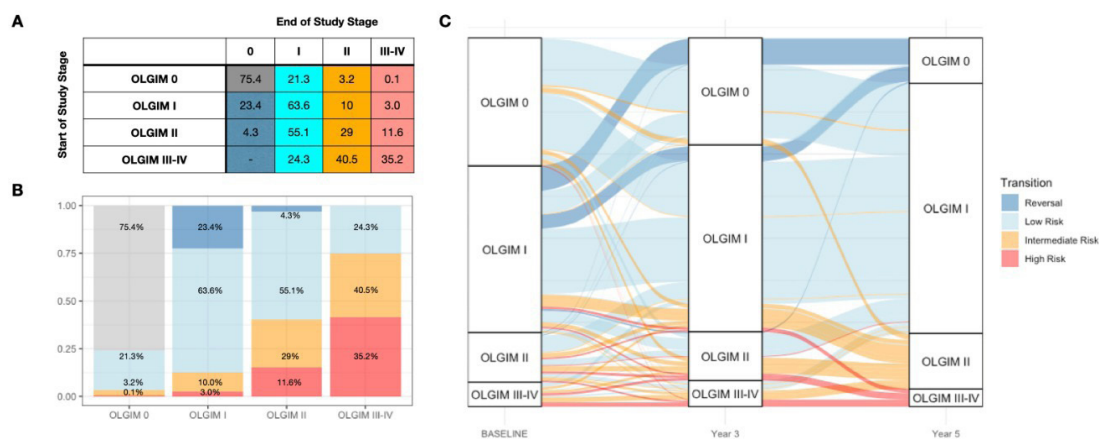 A
End of Study Stage
Start of Study Stage
0 I II III-IV
OLGIM 0 75.4 21.3 3.2 0.1
OLGIM I 23.4 63.6 10 3.0
OLGIM II 4.3 55.1 29 11.6
OLGIM III-IV - 24.3 40.5 35.2
B
1.00
0.75
0.50
0.25
0.00
75.4% 23.4% 4.3% 24.3%
63.6% 55.1% 40.5%
21.3% 10.0% 29% 35.2%
3.2% 3.0% 11.6%
0.1%
OLGIM 0 OLGIM I OLGIM II OLGIM III-IV
C
OLGIM 0 OLGIM 0 OLGIM 0
OLGIM I OLGIM I OLGIM I
OLGIM II OLGIM II OLGIM II
OLGIM III-IV OLGIM III-IV OLGIM III-IV
BASELINE Year 3 Year 5
Transition
Reversal
Low Risk
Intermediate Risk
High Risk